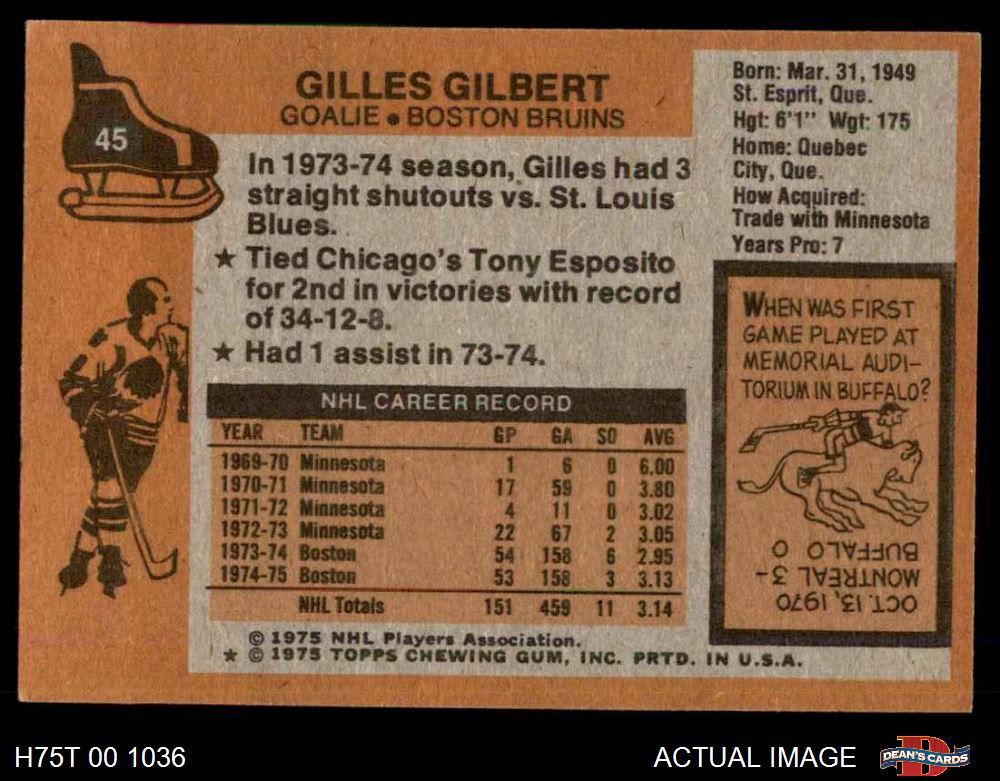 45
GILLES GILBERT
GOALIE ● BOSTON BRUINS
In 1973-74 season, Gilles had 3
straight shutouts vs. St. Louis
Blues.
★ Tied Chicago's Tony Esposito
for 2nd in victories with record
of 34-12-8.
★ Had 1 assist in 73-74.
NHL CAREER RECORD
YEAR TEAM GP GA SO AVG
1969-70 Minnesota 1 6 0 6.00
1970-71 Minnesota 17 59 0 3.80
1971-72 Minnesota 4 11 0 3.02
1972-73 Minnesota 22 67 2 3.05
1973-74 Boston 54 158 6 2.95
1974-75 Boston 53 158 3 3.13
NHL Totals 151 459 11 3.14
© 1975 NHL Players Association.
★ © 1975 TOPPS CHEWING GUM, INC. PRTD. IN U.S.A.
Born: Mar. 31, 1949
St. Esprit, Que.
Hgt: 6'1" Wgt: 175
Home: Quebec
City, Que.
How Acquired:
Trade with Minnesota
Years Pro: 7
WHEN WAS FIRST
GAME PLAYED AT
MEMORIAL AUDI-
TORIUM IN BUFFALO?
OCT. 13, 1970
MONTREAL 3-
BUFFALO 0
H75T 00 1036
ACTUAL IMAGE
DEAN'S CARDS